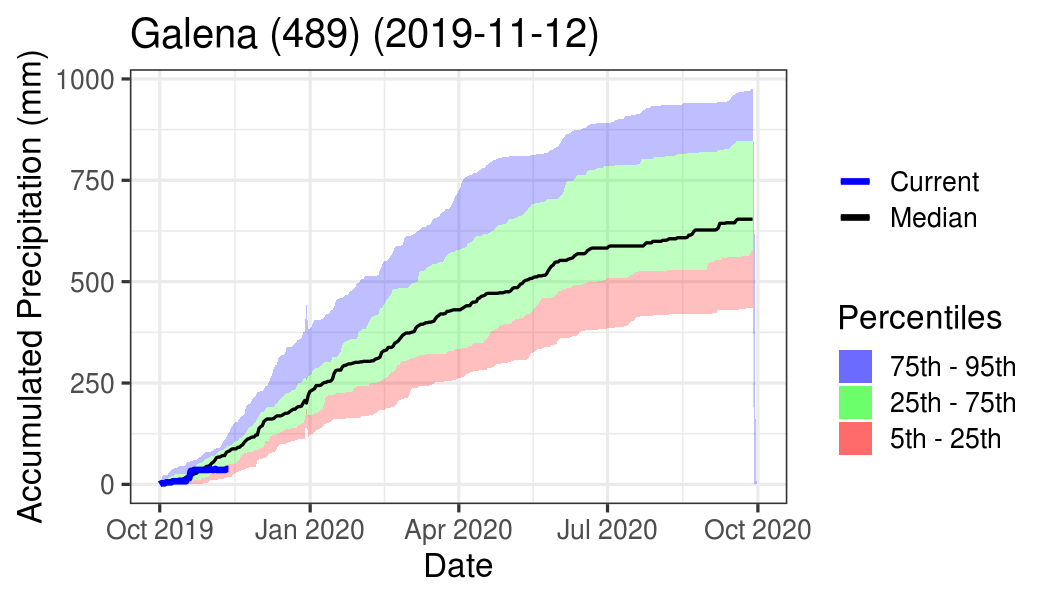 Galena (489) (2019-11-12)
Accumulated Precipitation (mm)
1000
750
500
250
0
Oct 2019
Jan 2020
Apr 2020
Jul 2020
Oct 2020
Date
Current
Median
Percentiles
75th - 95th
25th - 75th
5th - 25th